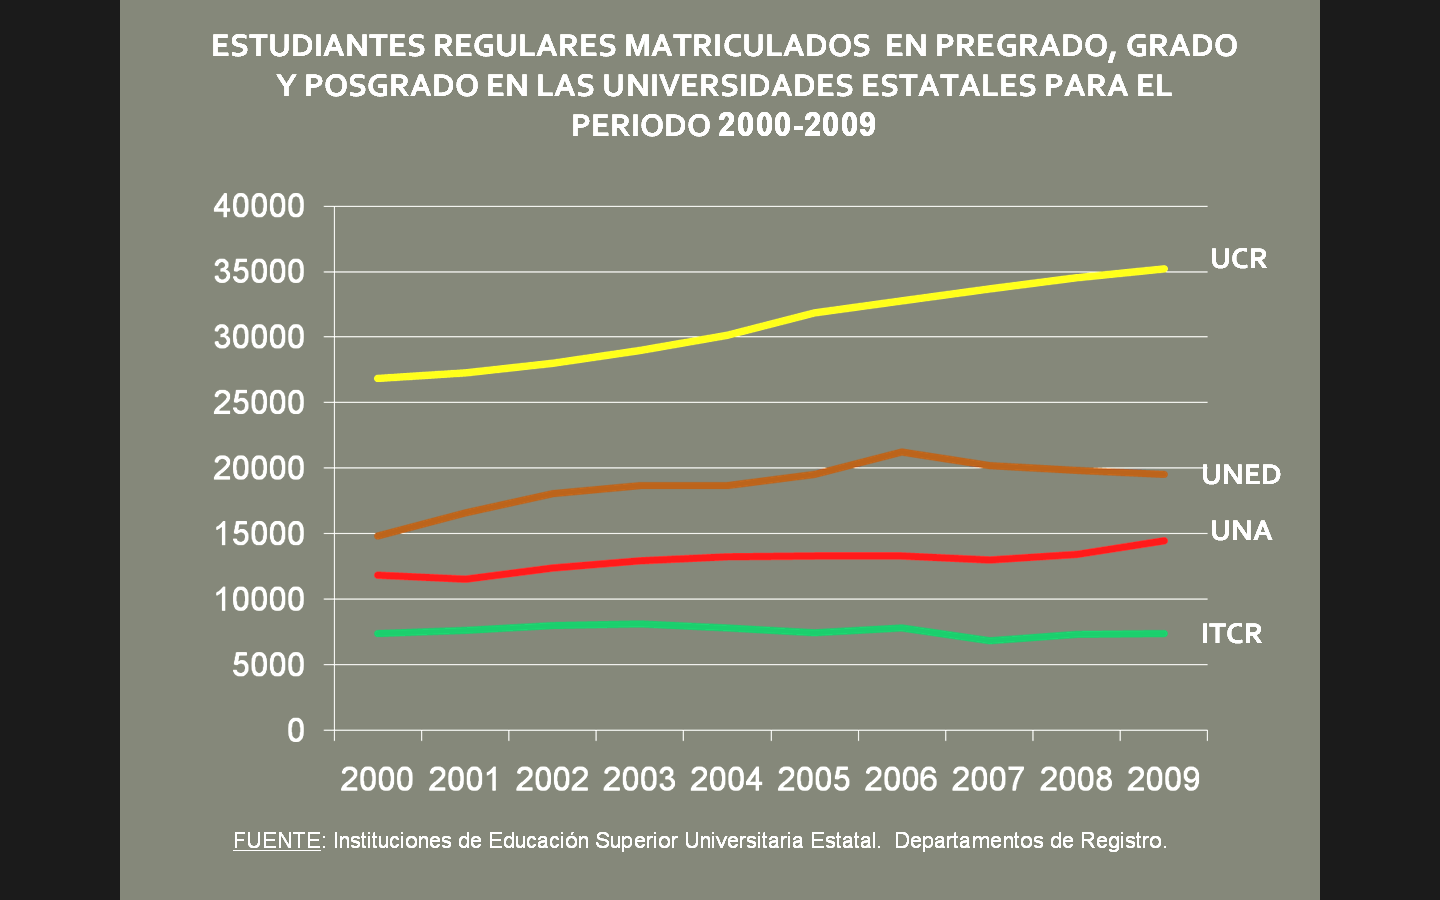 ESTUDIANTES REGULARES MATRICULADOS EN PREGRADO, GRADO
Y POSGRADO EN LAS UNIVERSIDADES ESTATALES PARA EL
PERIODO 2000-2009
40000
35000
30000
25000
20000
15000
10000
5000
0
UCR
UNED
UNA
ITCR
2000 2001 2002 2003 2004 2005 2006 2007 2008 2009
FUENTE: Instituciones de Educación Superior Universitaria Estatal. Departamentos de Registro.